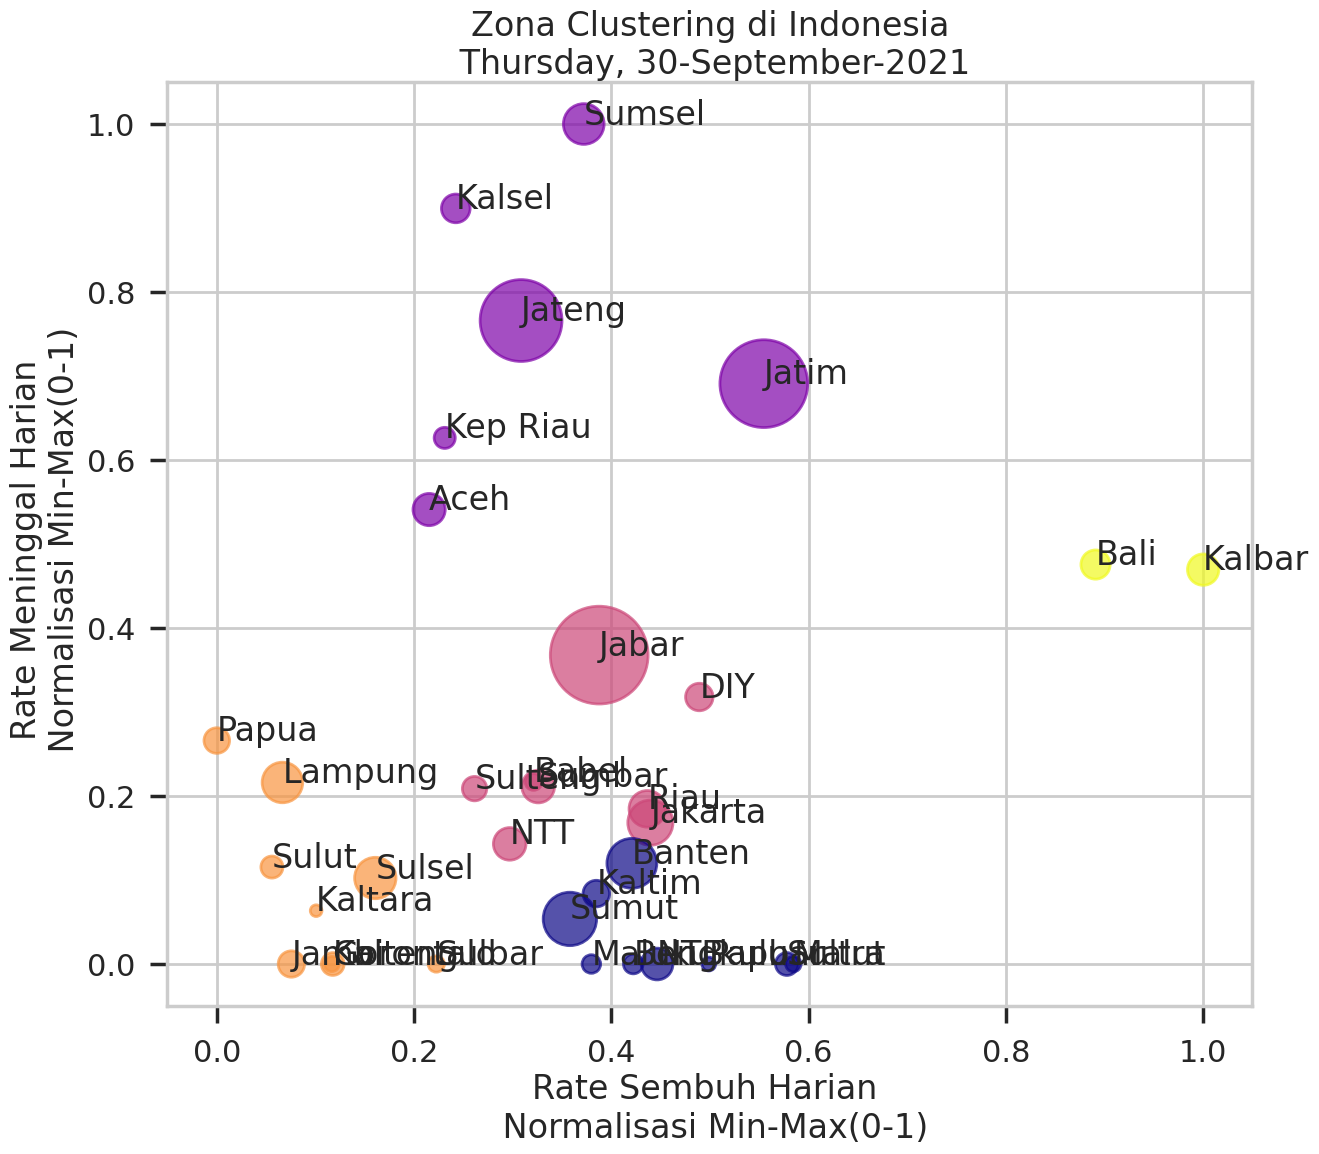 Zona Clustering di Indonesia
Thursday, 30-September-2021
Rate Meninggal Harian
Normalisasi Min-Max(0-1)
1.0
0.8
0.6
0.4
0.2
0.0
Sumsel
Kalsel
Jateng
Jatim
Kep Riau
Aceh
Bali
Kalbar
Jabar
DIY
Papua
Lampung
Sulteng
Babel
Sumbar
Riau
Jakarta
NTT
Banten
Sulut
Sulsel
Kaltim
Kaltara
Sumut
0.0
0.2
0.4
0.6
0.8
1.0
Rate Sembuh Harian
Normalisasi Min-Max(0-1)